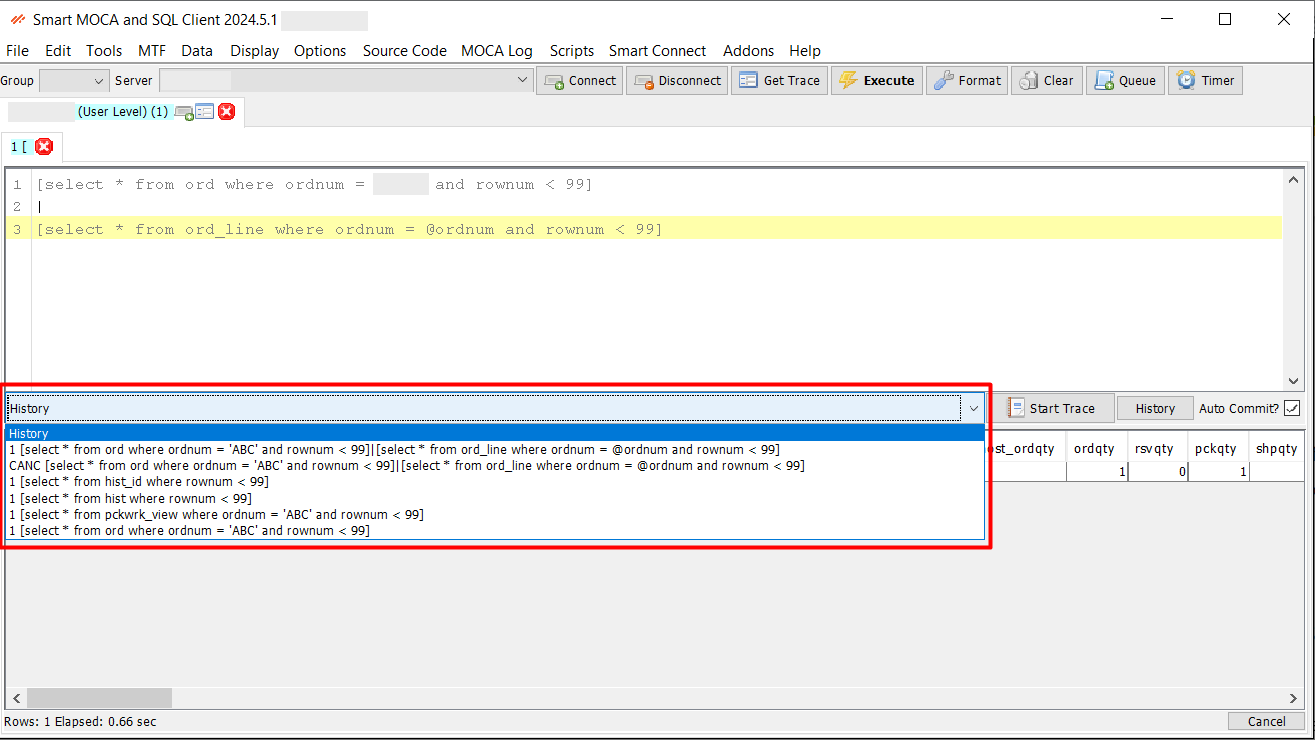 Smart MOCA and SQL Client 2024.5.1
File Edit Tools MTF Data Display Options Source Code MOCA Log Scripts Smart Connect Addons Help
Group Server Connect Disconnect Get Trace Execute Format Clear Queue Timer
(User Level) (1)
1 [
1 [select * from ord where ordnum = and rownum < 99]
2
3 [select * from ord_line where ordnum = @ordnum and rownum < 99]
History Start Trace History Auto Commit?
History
1 [select * from ord where ordnum = 'ABC' and rownum < 99]|[select * from ord_line where ordnum = @ordnum and rownum < 99]
CANC [select * from ord where ordnum = 'ABC' and rownum < 99]|[select * from ord_line where ordnum = @ordnum and rownum < 99]
1 [select * from hist_id where rownum < 99]
1 [select * from hist where rownum < 99]
1 [select * from pckwrk_view where ordnum = 'ABC' and rownum < 99]
1 [select * from ord where ordnum = 'ABC' and rownum < 99]
ost_ordqty ordqty rsvqty pckqty shpqty
1 0 1
Rows: 1 Elapsed: 0.66 sec
Cancel